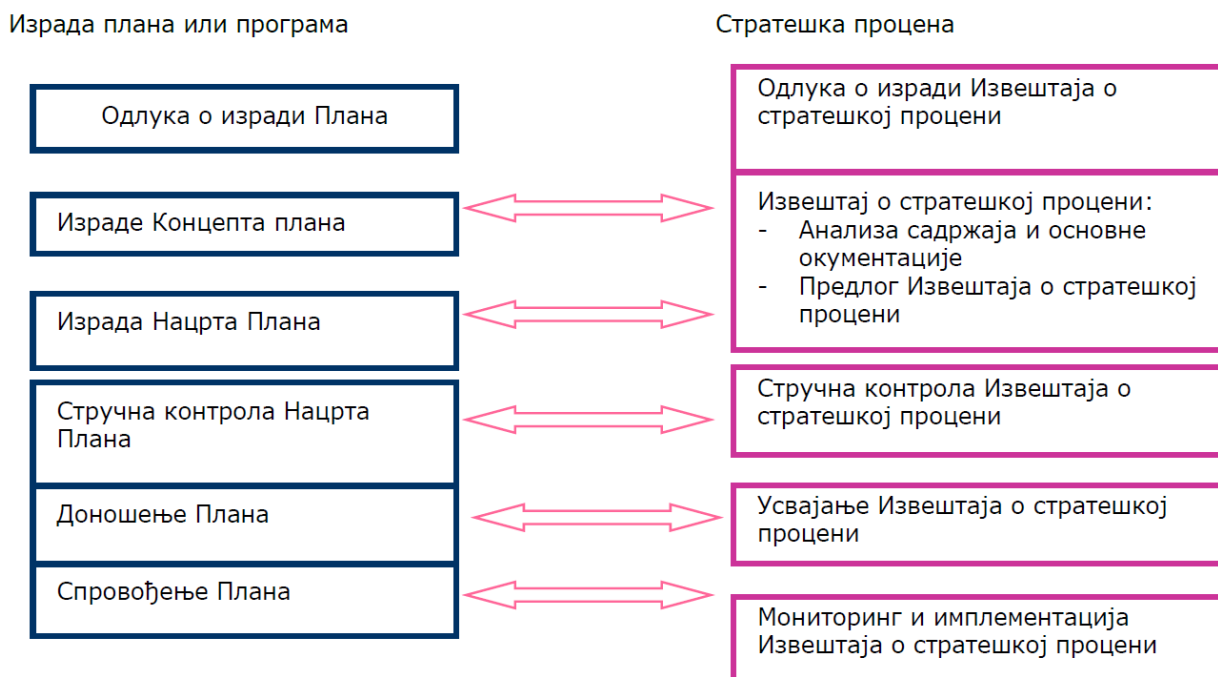 Израда плана или програма
Стратешка процена
Одлука о изради Плана
Одлука о изради Извештаја о
стратешкој процени
Израде Концепта плана
Извештај о стратешкој процени:
- Анализа садржаја и основне
окументације
- Предлог Извештаја о стратешкој
процени
Израда Нацрта Плана
Стручна контрола Нацрта
Плана
Стручна контрола Извештаја о
стратешкој процени
Доношење Плана
Усвајање Извештаја о стратешкој
процени
Спровођење Плана
Мониторинг и имплементација
Извештаја о стратешкој процени